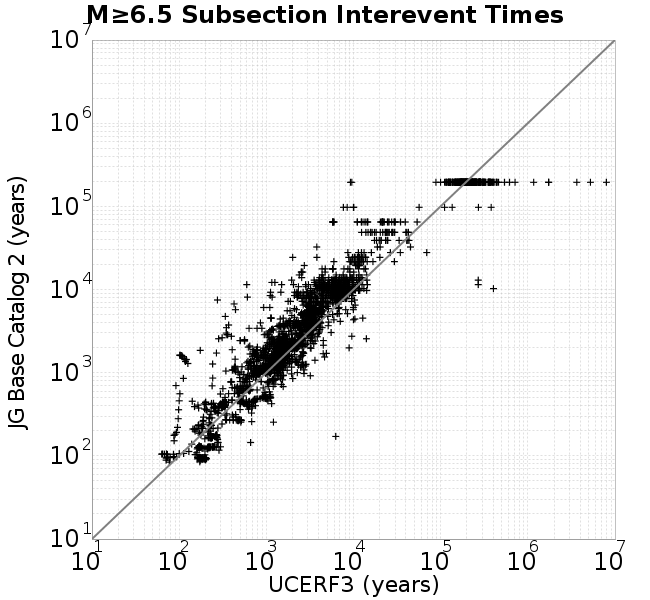 M≥6.5 Subsection Interevent Times
10^7
10^6
10^5
10^4
10^3
10^2
10^1
JG Base Catalog 2 (years)
10^1 10^2 10^3 10^4 10^5 10^6 10^7
UCERF3 (years)